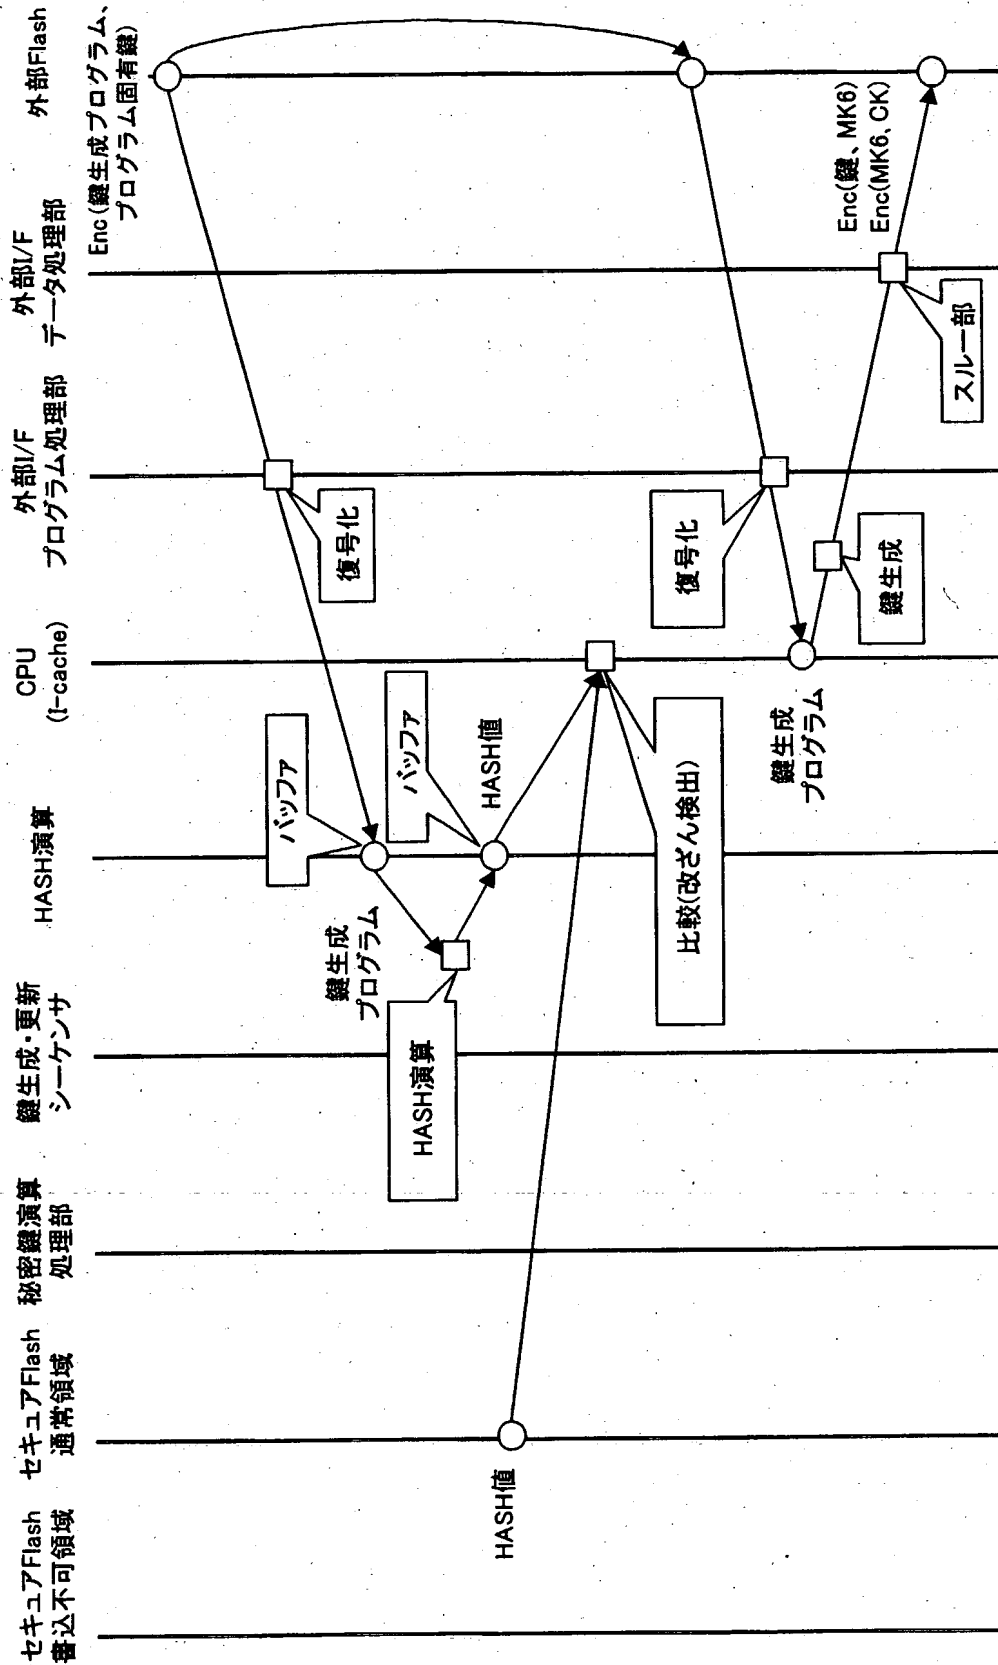 セキュアFlash
書込不可領域
セキュアFlash
通常領域
秘密鍵演算
処理部
鍵生成・更新
シーケンサ
HASH演算
CPU
(I-cache)
外部I/F
プログラム処理部
外部I/F
データ処理部
外部Flash
Enc(鍵生成プログラム、
プログラム固有鍵)
復号化
バッファ
鍵生成
プログラム
HASH演算
バッファ
HASH値
HASH値
比較(改ざん検出)
復号化
鍵生成
プログラム
鍵生成
スルー部
Enc(鍵、MK6)
Enc(MK6、CK)